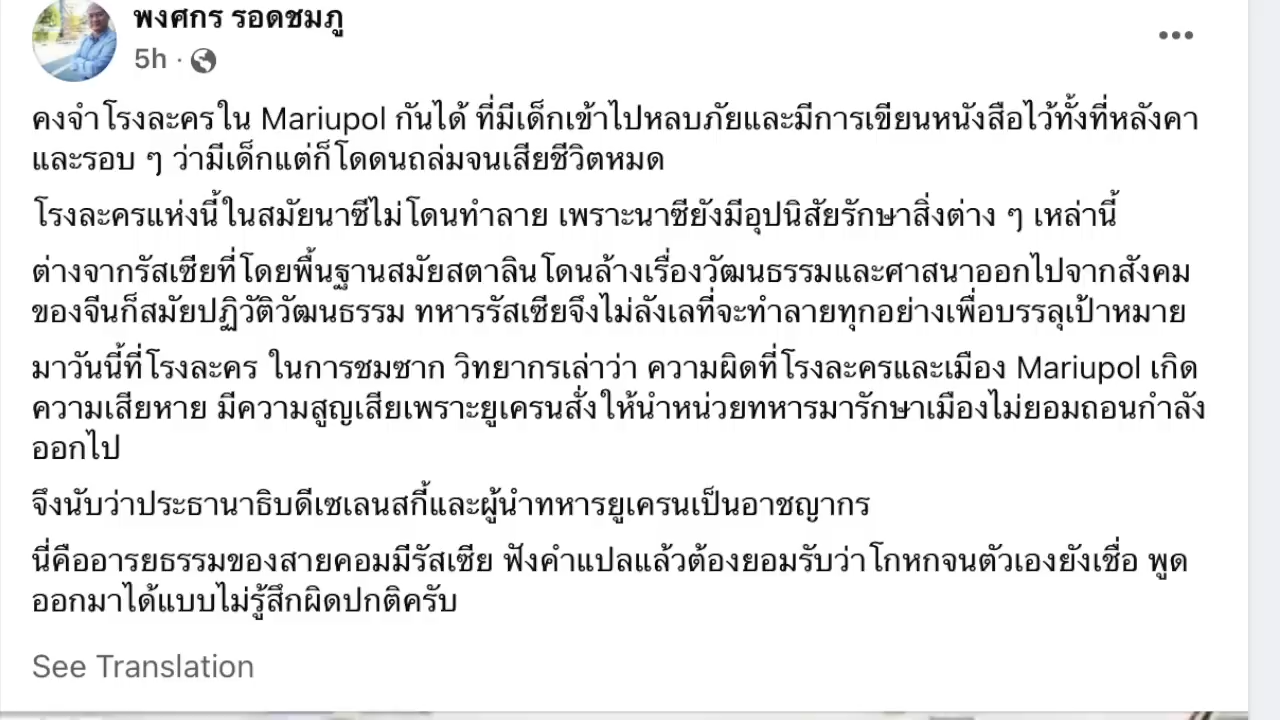 พงศกร รอดชมภู
5h ·
คงจำโรงละครใน Mariupol กันได้ ที่มีเด็กเข้าไปหลบภัยและมีการเขียนหนังสือไว้ทั้งที่หลังคา
และรอบ ๆ ว่ามีเด็กแต่ก็โดดนถล่มจนเสียชีวิตหมด
โรงละครแห่งนี้ในสมัยนาซีไม่โดนทำลาย เพราะนาซียังมีอุปนิสัยรักษาสิ่งต่าง ๆ เหล่านี้
ต่างจากรัสเซียที่โดยพื้นฐานสมัยสตาลินโดนล้างเรื่องวัฒนธรรมและศาสนาออกไปจากสังคม
ของจีนก็สมัยปฏิวัติวัฒนธรรม ทหารรัสเซียจึงไม่ลังเลที่จะทำลายทุกอย่างเพื่อบรรลุเป้าหมาย
มาวันนี้ที่โรงละคร ในการชมซาก วิทยากรเล่าว่า ความผิดที่โรงละครและเมือง Mariupol เกิด
ความเสียหาย มีความสูญเสียเพราะยูเครนสั่งให้นำหน่วยทหารมารักษาเมืองไม่ยอมถอนกำลัง
ออกไป
จึงนับว่าประธานาธิบดีเซเลนสกี้และผู้นำทหารยูเครนเป็นอาชญากร
นี่คืออารยธรรมของสายคอมมีรัสเซีย ฟังคำแปลแล้วต้องยอมรับว่าโกหกจนตัวเองยังเชื่อ พูด
ออกมาได้แบบไม่รู้สึกผิดปกติครับ
See Translation